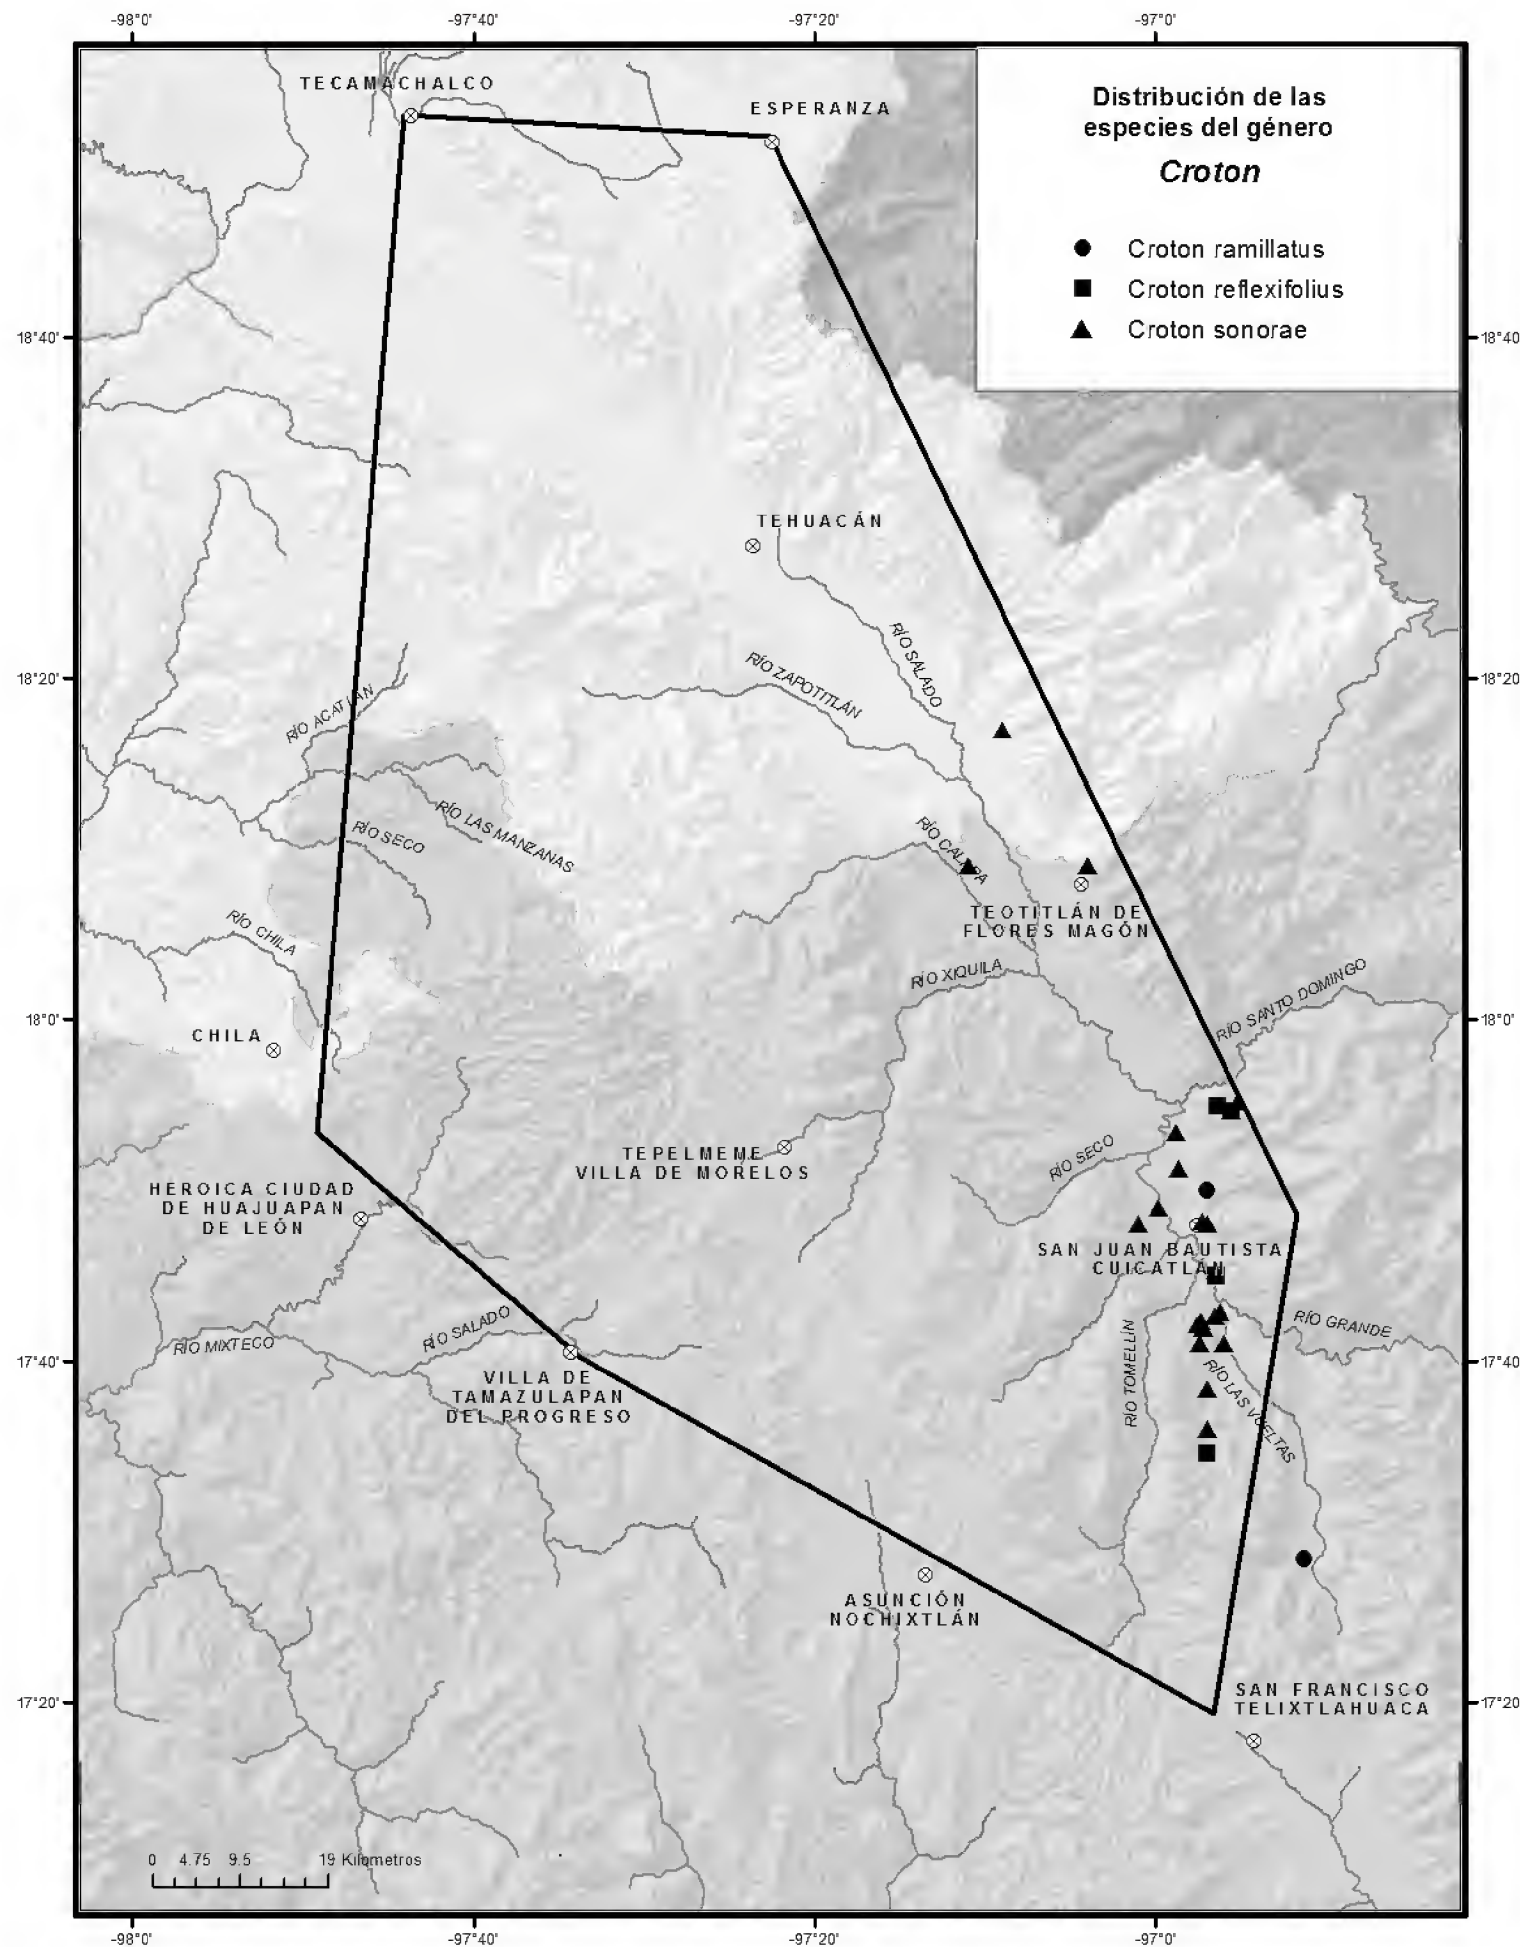 -98°0'
-97°40'
-97°20'
-97°0'
TECAMACHALCO
ESPERANZA
Distribución de las
especies del género
Croton
Croton ramillatus
Croton reflexifolius
Croton sonorae
18°40'
18°40'
TEHUACÁN
RÍO SALADO
RÍO ZAPOTITLÁN
18°20'
18°20'
RÍO ACATLÁN
RÍO LAS MANZANAS
RÍO SECO
RÍO CALAPA
TEOTITLÁN DE
FLORES MAGÓN
RÍO CHILA
RÍO XIQUILA
RÍO SANTO DOMINGO
18°0'
18°0'
CHILA
TEPELMEME
VILLA DE MORELOS
RÍO SECO
HEROICA CIUDAD
DE HUAJUAPAN
DE LEÓN
SAN JUAN BAUTISTA
CUICATLÁN
RÍO MIXTECO
RÍO SALADO
RÍO GRANDE
17°40'
17°40'
RÍO TOMELLÍN
RÍO LAS VUELTAS
VILLA DE
TAMAZULAPAN
DEL PROGRESO
ASUNCIÓN
NOCHIXTLÁN
17°20'
17°20'
SAN FRANCISCO
TELIXTLAHUACA
0 4.75 9.5 19 Kilometros
-98°0'
-97°40'
-97°20'
-97°0'